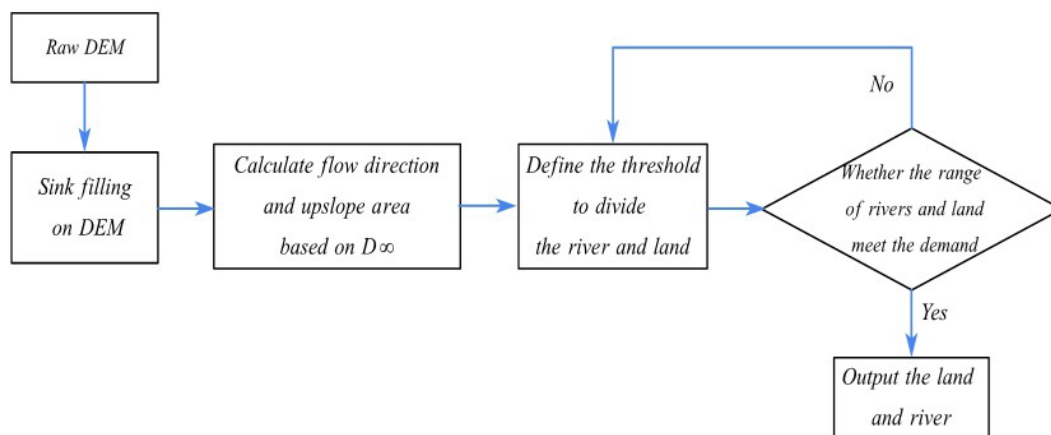 Raw DEM
Sink filling
on DEM
Calculate flow direction
and upslope area
based on D∞
Define the threshold
to divide
the river and land
No
Whether the range
of rivers and land
meet the demand
Yes
Output the land
and river